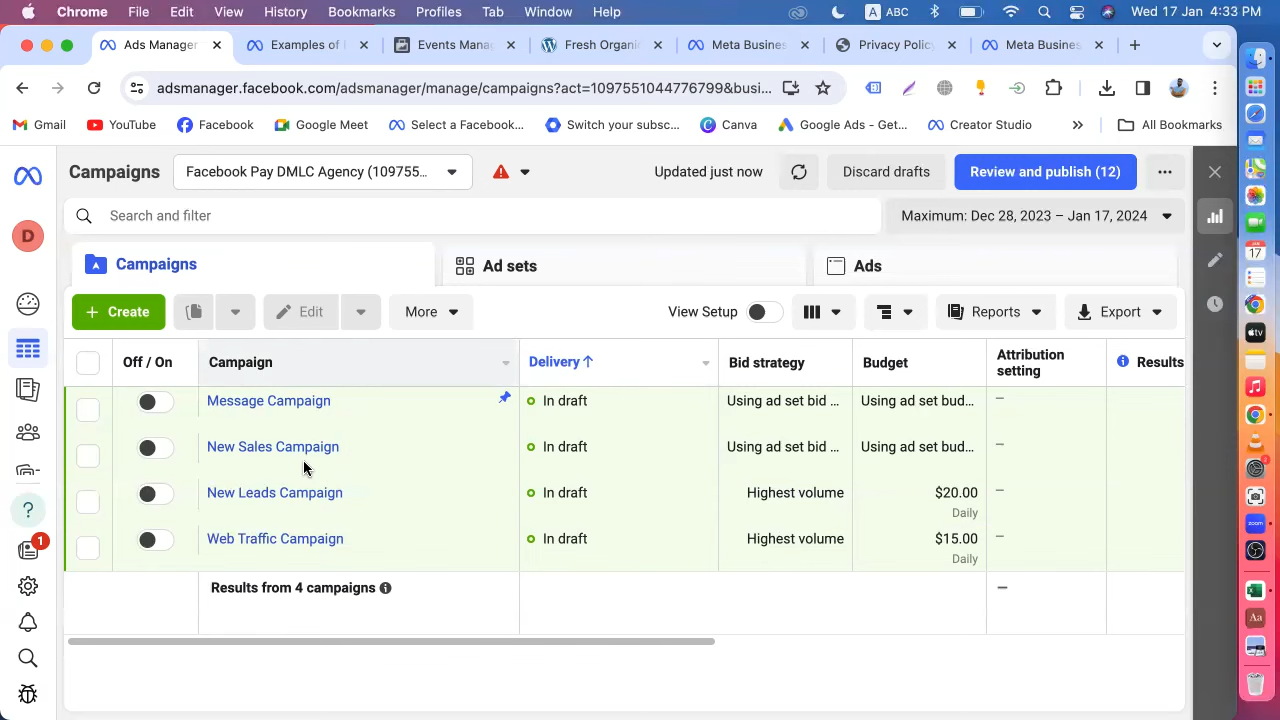 Chrome File Edit View History Bookmarks Profiles Tab Window Help A ABC Wed 17 Jan 4:33 PM
Ads Manager Examples of Events Mana Fresh Organi Meta Busines Privacy Polic Meta Busines
adsmanager.facebook.com/adsmanager/manage/campaigns?act=1097551044776799&busi...
Gmail YouTube Facebook Google Meet Select a Facebook... Switch your subsc... Canva Google Ads - Get... Creator Studio » All Bookmarks
Campaigns Facebook Pay DMLC Agency (109755... Updated just now Discard drafts Review and publish (12)
Search and filter Maximum: Dec 28, 2023 – Jan 17, 2024
D
Campaigns Ad sets Ads
+ Create Edit More View Setup Reports Export
Off / On Campaign Delivery ↑ Bid strategy Budget Attribution setting Results
Message Campaign In draft Using ad set bid ... Using ad set bud... –
New Sales Campaign In draft Using ad set bid ... Using ad set bud... –
New Leads Campaign In draft Highest volume $20.00 –
Daily
Web Traffic Campaign In draft Highest volume $15.00 –
Daily
Results from 4 campaigns –
?
1
17
tv
zoom
Aa